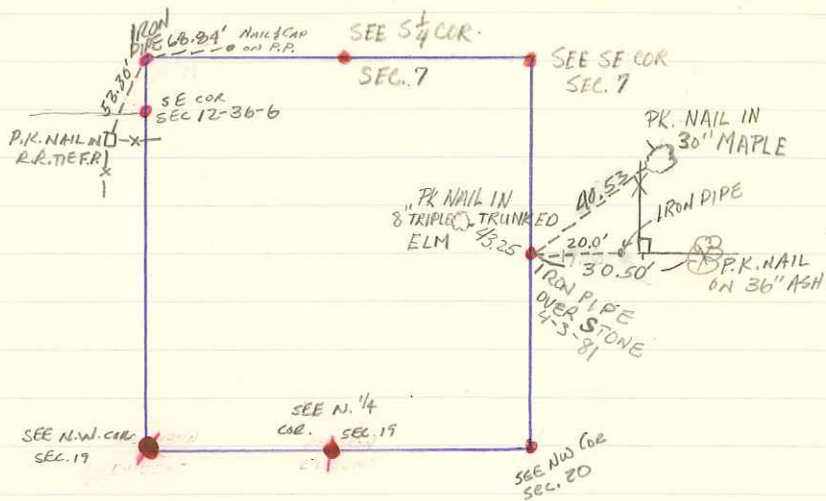 IRON
PIPE 68.84' NAIL & CAP
ON P.P.
SEE S 1/4 COR.
SEC. 7
SEE SE COR
SEC. 7
53.30'
SE COR
SEC 12-36-6
P.K. NAIL IN
R.R. TIE F.P.
PK. NAIL IN
30" MAPLE
40.53
IRON PIPE
PK NAIL IN
8" TRIPLE TRUNKED
ELM 43.25
20.0'
30.50'
P.K. NAIL
ON 36" ASH
IRON PIPE
OVER STONE
4-3-81
SEE N.W. COR.
SEC. 19
SEE N. 1/4
COR. SEC. 19
SEE NW COR
SEC. 20